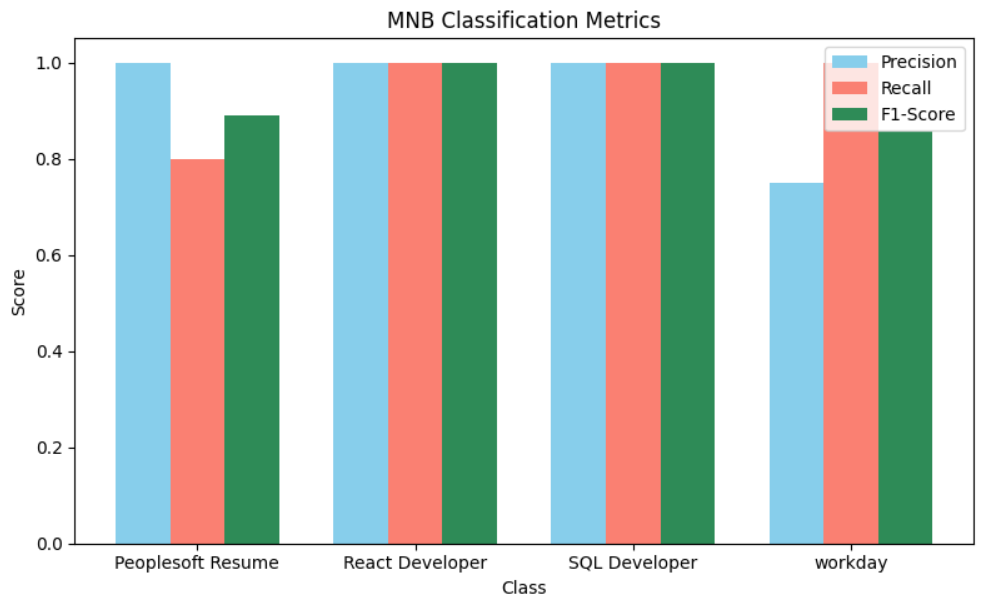 MNB Classification Metrics
Precision
Recall
F1-Score
1.0
0.8
0.6
0.4
0.2
0.0
Score
Peoplesoft Resume
React Developer
SQL Developer
workday
Class